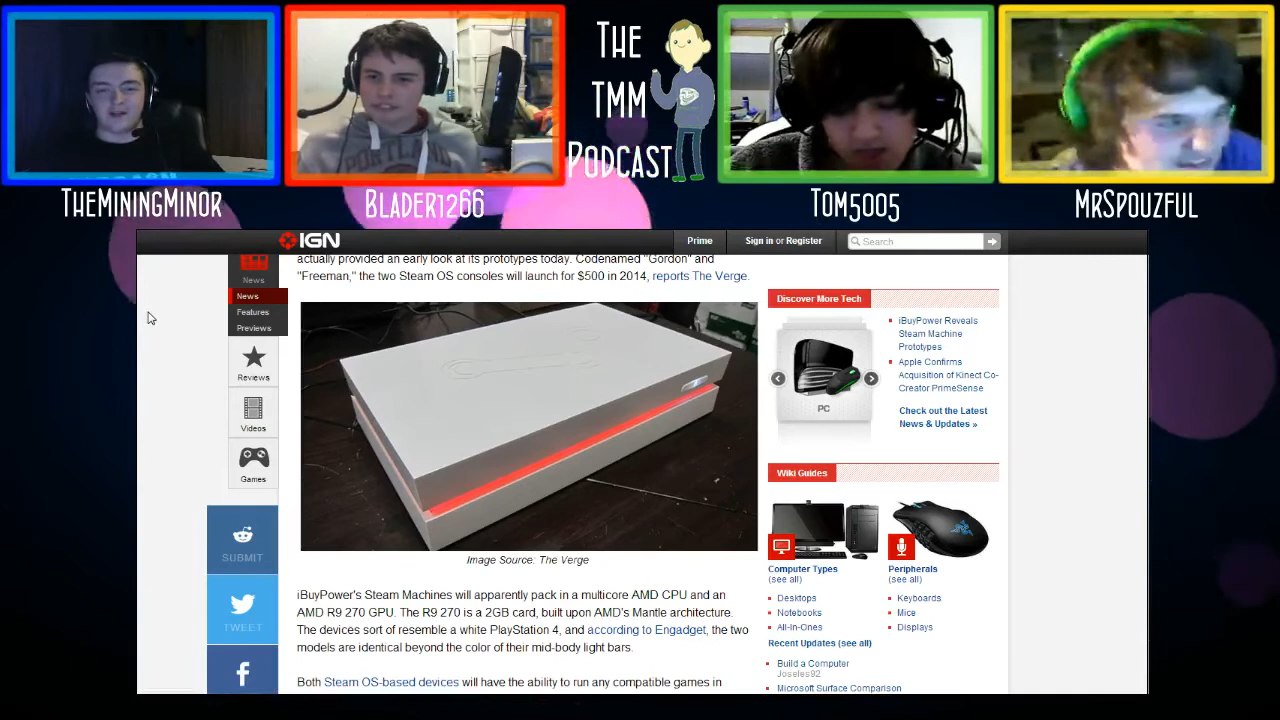 The
TMM
Podcast
TheMiningMinor
Blader1266
Tom5005
MrSpouzful
IGN
Prime
Sign in or Register
Search
News
News
Features
Previews
Reviews
Videos
Games
SUBMIT
TWEET
actually provided an early look at its prototypes today. Codenamed "Gordon" and
"Freeman," the two Steam OS consoles will launch for $500 in 2014, reports The Verge.
Image Source: The Verge
iBuyPower's Steam Machines will apparently pack in a multicore AMD CPU and an
AMD R9 270 GPU. The R9 270 is a 2GB card, built upon AMD's Mantle architecture.
The devices sort of resemble a white PlayStation 4, and according to Engadget, the two
models are identical beyond the color of their mid-body light bars.
Both Steam OS-based devices will have the ability to run any compatible games in
Discover More Tech
PC
iBuyPower Reveals
Steam Machine
Prototypes
Apple Confirms
Acquisition of Kinect Co-
Creator PrimeSense
Check out the Latest
News & Updates »
Wiki Guides
Computer Types
(see all)
Desktops
Notebooks
All-In-Ones
Peripherals
(see all)
Keyboards
Mice
Displays
Recent Updates (see all)
Build a Computer
Joseles92
Microsoft Surface Comparison
PORTLAND